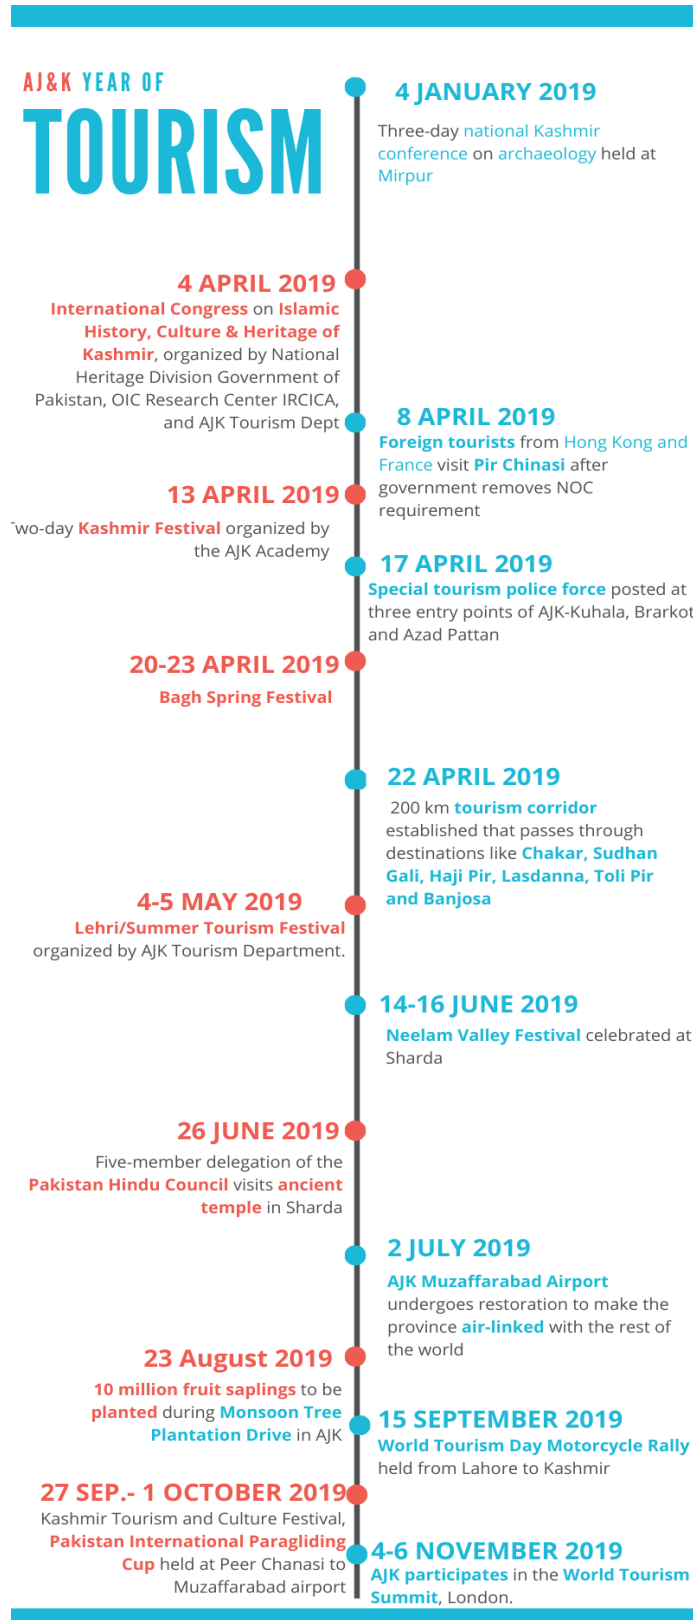 AJ&K YEAR OF
TOURISM
4 JANUARY 2019
Three-day national Kashmir
conference on archaeology held at
Mirpur
4 APRIL 2019
International Congress on Islamic
History, Culture & Heritage of
Kashmir, organized by National
Heritage Division Government of
Pakistan, OIC Research Center IRCICA,
and AJK Tourism Dept
8 APRIL 2019
Foreign tourists from Hong Kong and
France visit Pir Chinasi after
government removes NOC
requirement
13 APRIL 2019
Two-day Kashmir Festival organized by
the AJK Academy
17 APRIL 2019
Special tourism police force posted at
three entry points of AJK-Kuhala, Brarkot
and Azad Pattan
20-23 APRIL 2019
Bagh Spring Festival
22 APRIL 2019
200 km tourism corridor
established that passes through
destinations like Chakar, Sudhan
Gali, Haji Pir, Lasdanna, Toli Pir
and Banjosa
4-5 MAY 2019
Lehri/Summer Tourism Festival
organized by AJK Tourism Department.
14-16 JUNE 2019
Neelam Valley Festival celebrated at
Sharda
26 JUNE 2019
Five-member delegation of the
Pakistan Hindu Council visits ancient
temple in Sharda
2 JULY 2019
AJK Muzaffarabad Airport
undergoes restoration to make the
province air-linked with the rest of
the world
23 August 2019
10 million fruit saplings to be
planted during Monsoon Tree
Plantation Drive in AJK
15 SEPTEMBER 2019
World Tourism Day Motorcycle Rally
held from Lahore to Kashmir
27 SEP.- 1 OCTOBER 2019
Kashmir Tourism and Culture Festival,
Pakistan International Paragliding
Cup held at Peer Chanasi to
Muzaffarabad airport
4-6 NOVEMBER 2019
AJK participates in the World Tourism
Summit, London.